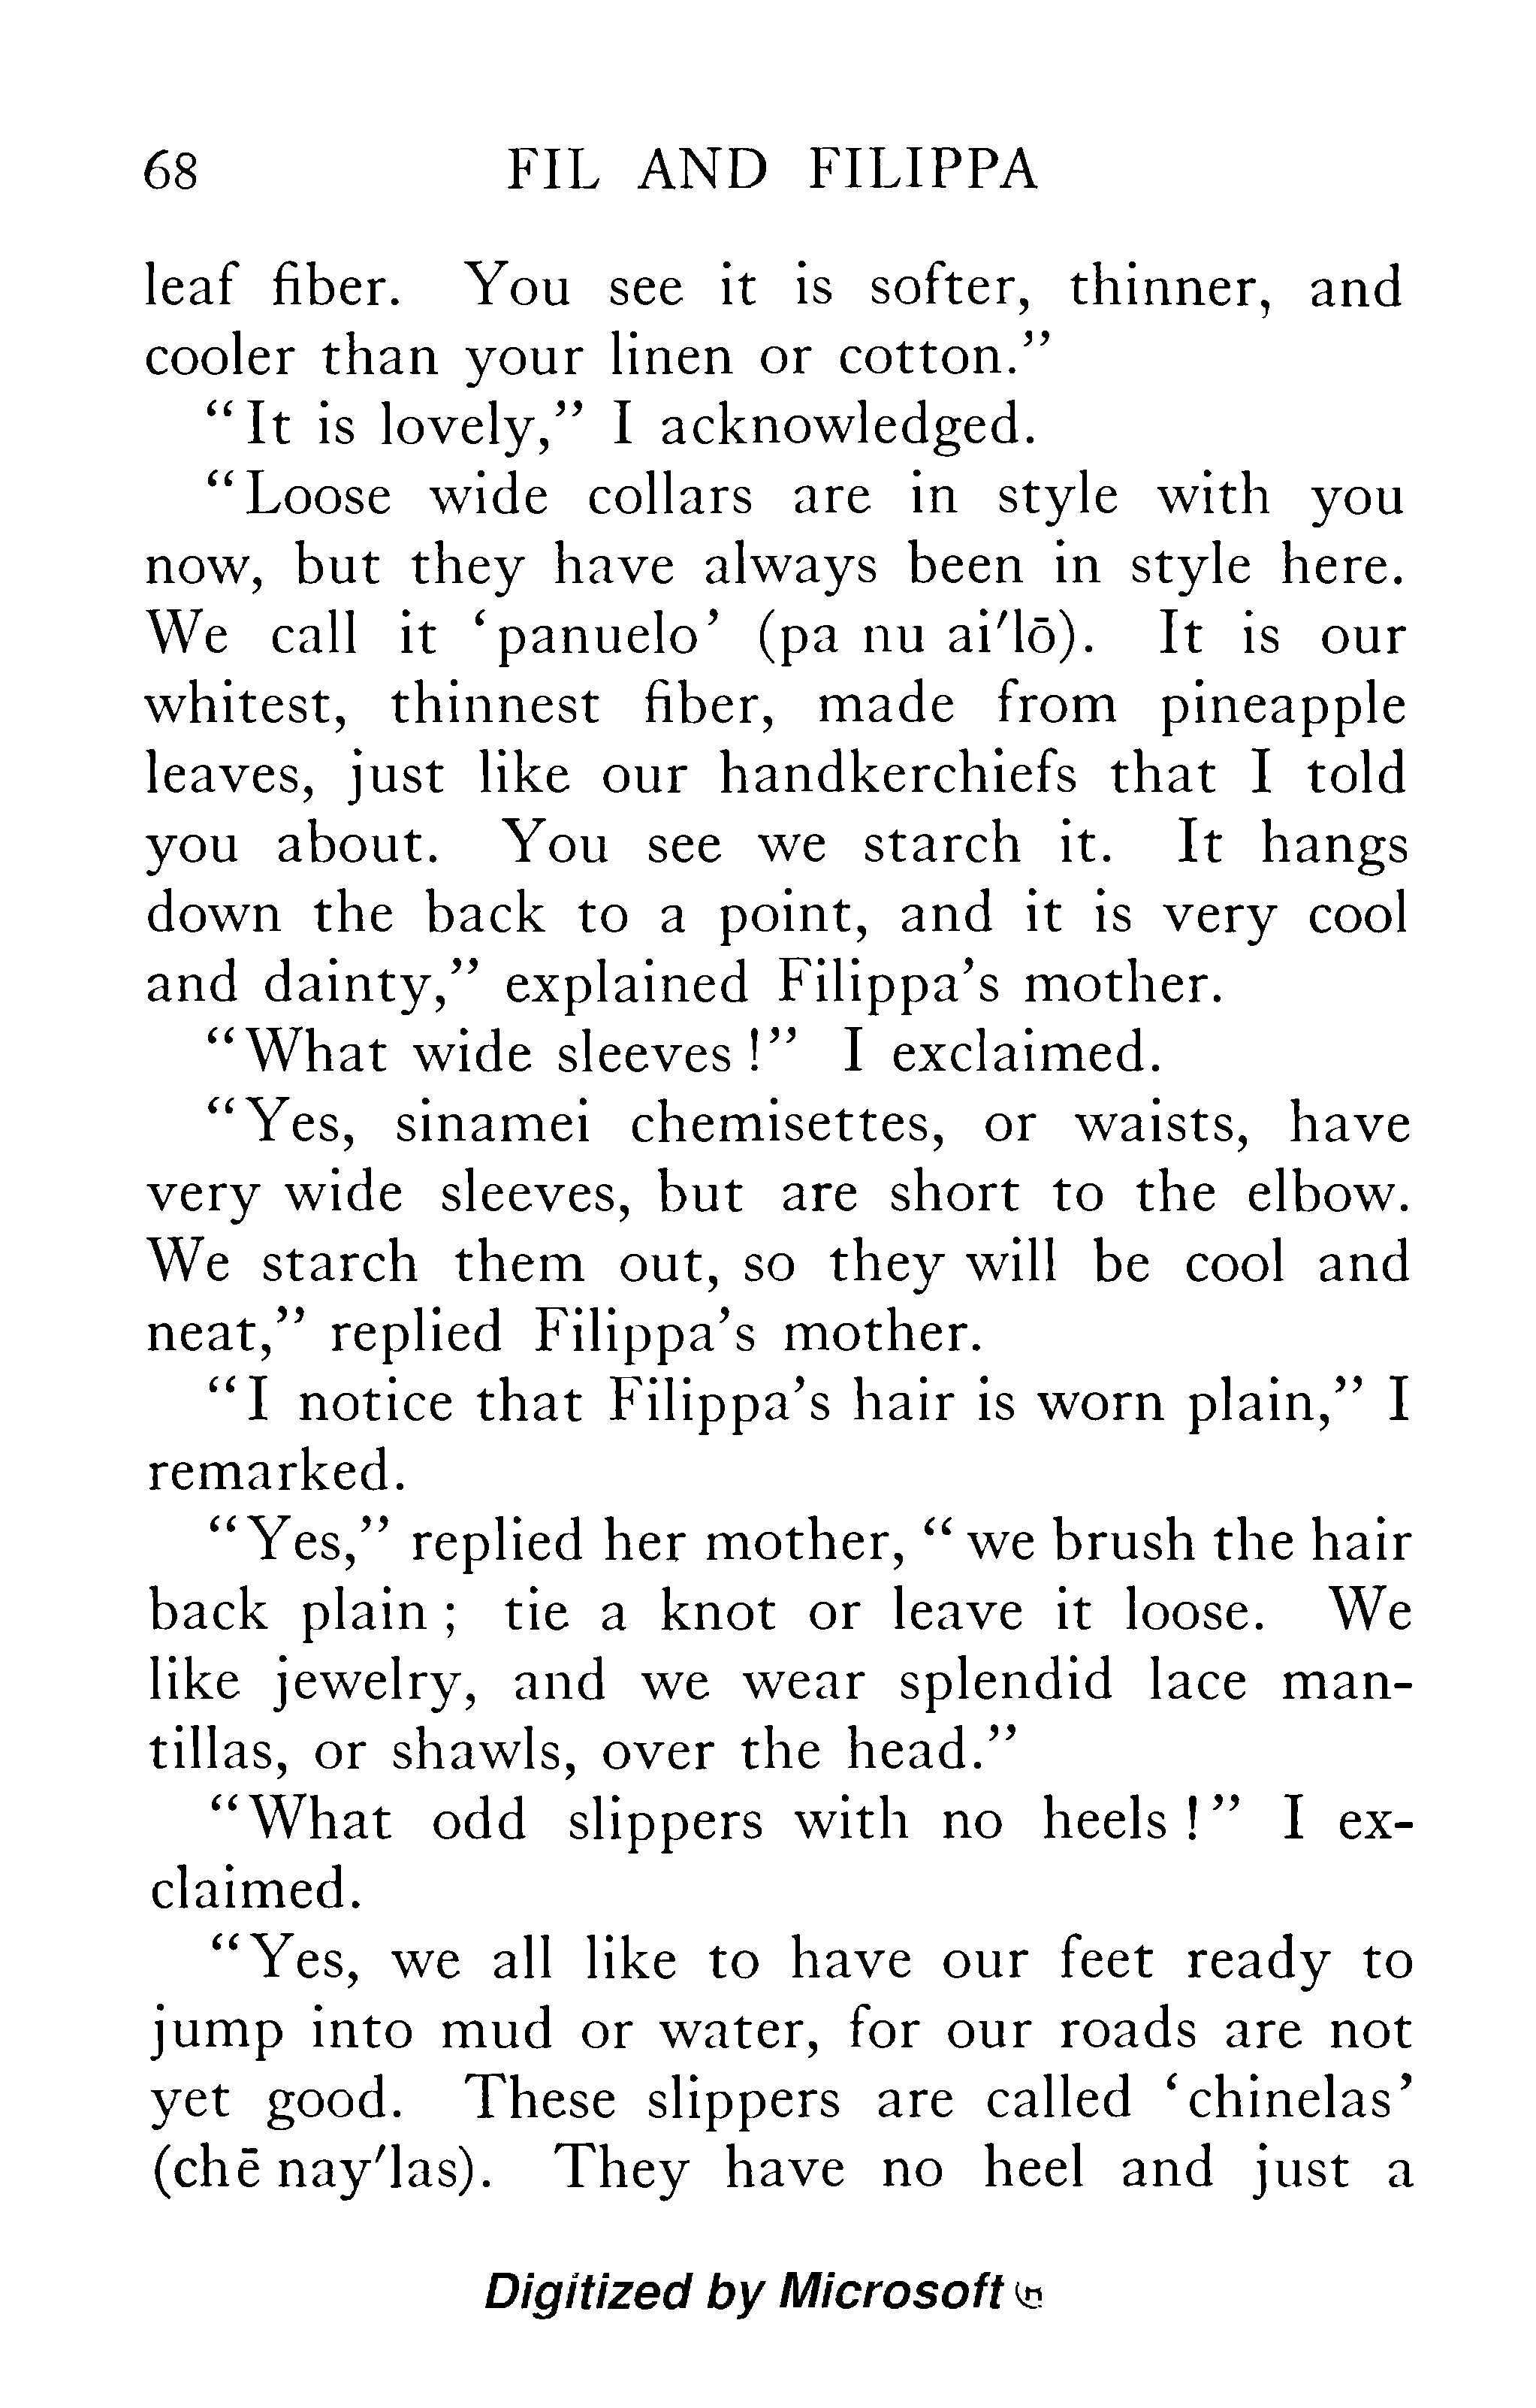 68 FIL AND FILIPPA
leaf fiber. You see it is softer, thinner, and
cooler than your linen or cotton.”
“It is lovely,” I acknowledged.
“Loose wide collars are in style with you
now, but they have always been in style here.
We call it ‘panuelo’ (pa nu ai′lō). It is our
whitest, thinnest fiber, made from pineapple
leaves, just like our handkerchiefs that I told
you about. You see we starch it. It hangs
down the back to a point, and it is very cool
and dainty,” explained Filippa’s mother.
“What wide sleeves!” I exclaimed.
“Yes, sinamei chemisettes, or waists, have
very wide sleeves, but are short to the elbow.
We starch them out, so they will be cool and
neat,” replied Filippa’s mother.
“I notice that Filippa’s hair is worn plain,” I
remarked.
“Yes,” replied her mother, “we brush the hair
back plain; tie a knot or leave it loose. We
like jewelry, and we wear splendid lace man-
tillas, or shawls, over the head.”
“What odd slippers with no heels!” I ex-
claimed.
“Yes, we all like to have our feet ready to
jump into mud or water, for our roads are not
yet good. These slippers are called ‘chinelas’
(chē nay′las). They have no heel and just a
Digitized by Microsoft